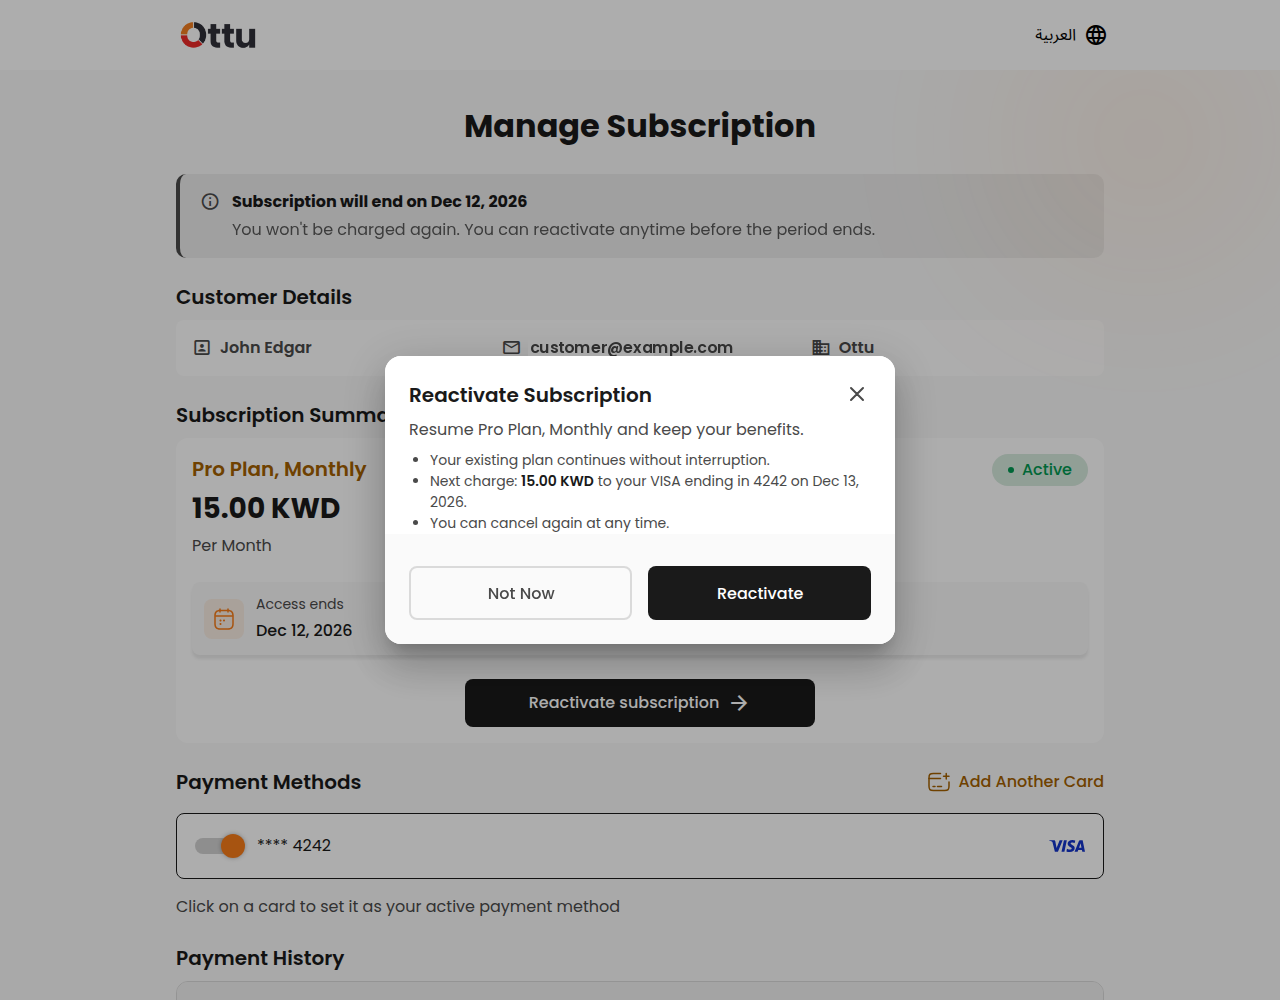 Ottu
العربية
Manage Subscription
Subscription will end on Dec 12, 2026
You won't be charged again. You can reactivate anytime before the period ends.
Customer Details
John Edgar
customer@example.com
Ottu
Reactivate Subscription
Resume Pro Plan, Monthly and keep your benefits.
Your existing plan continues without interruption.
Next charge: 15.00 KWD to your VISA ending in 4242 on Dec 13,
2026.
You can cancel again at any time.
Not Now
Reactivate
Subscription Summa
Pro Plan, Monthly
Active
15.00 KWD
Per Month
Access ends
Dec 12, 2026
Reactivate subscription
Payment Methods
Add Another Card
**** 4242
VISA
Click on a card to set it as your active payment method
Payment History